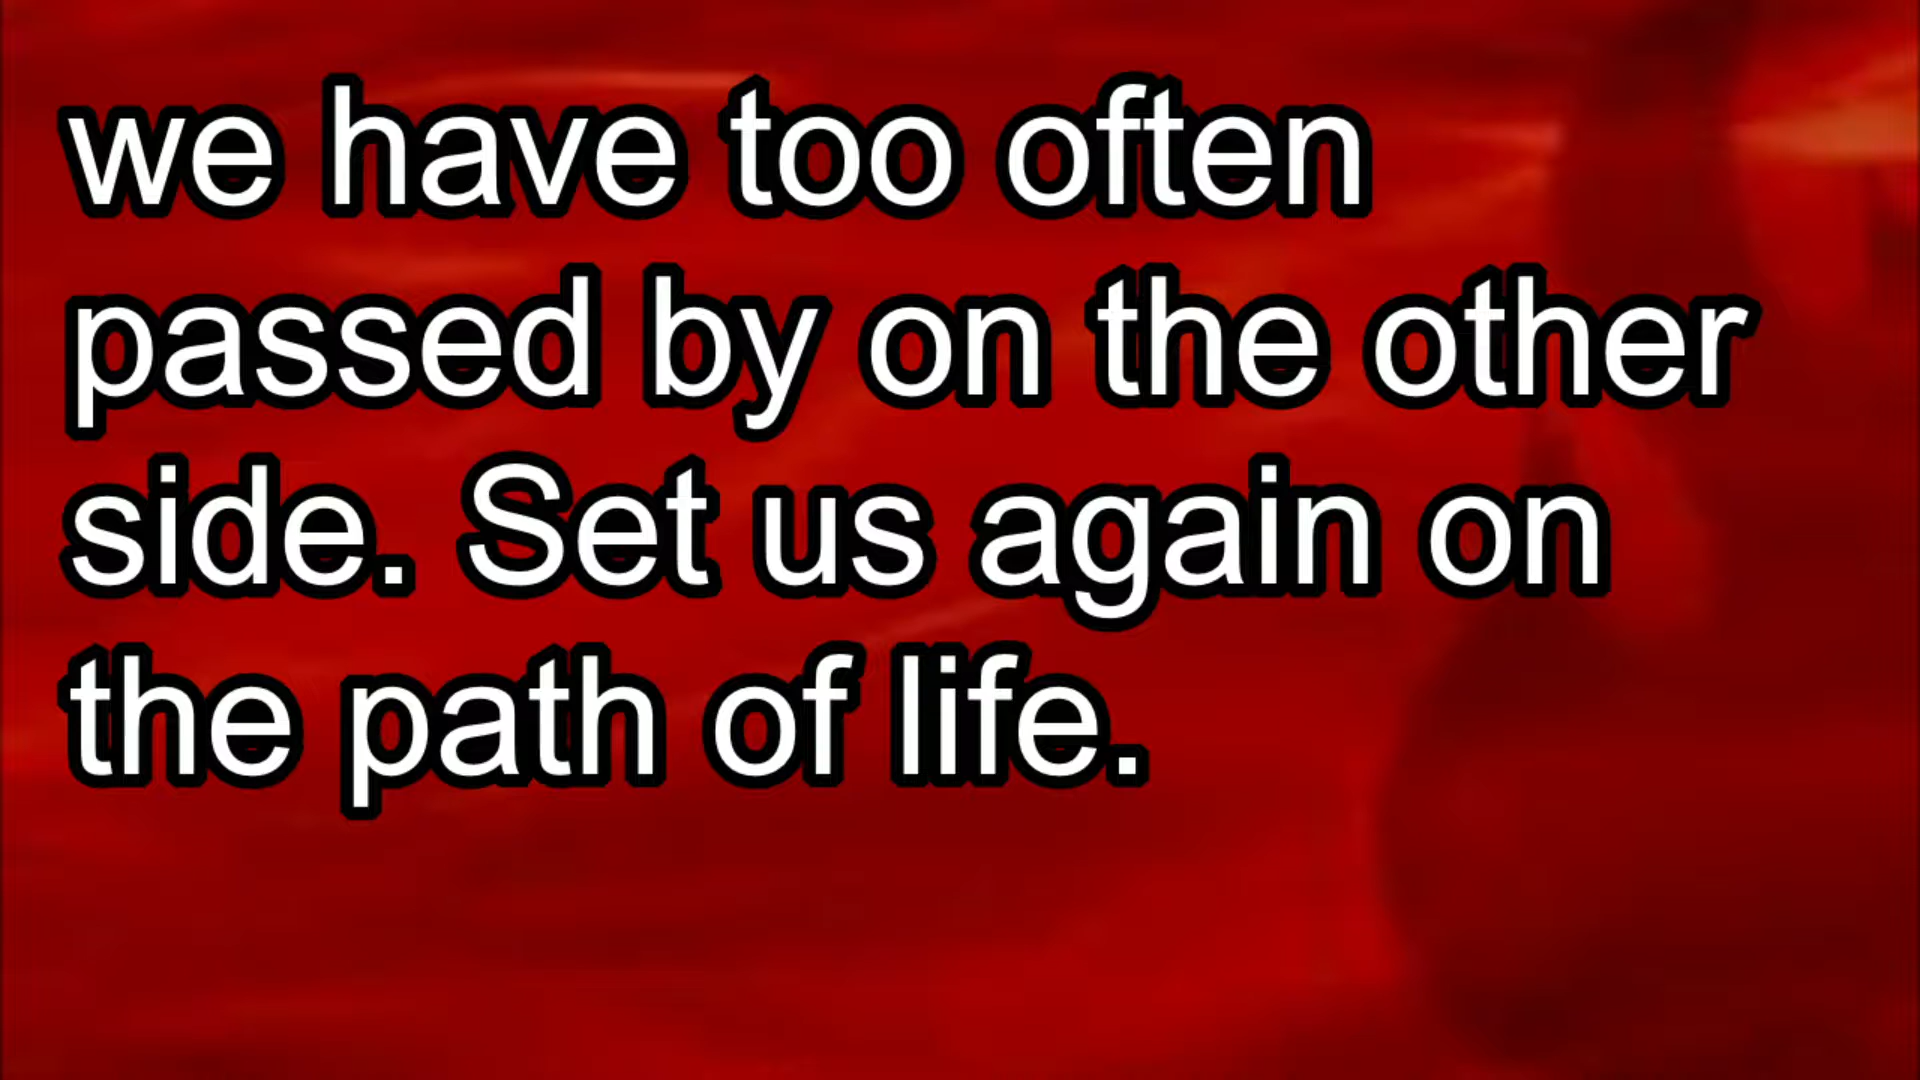 we have too often
passed by on the other
side. Set us again on
the path of life.